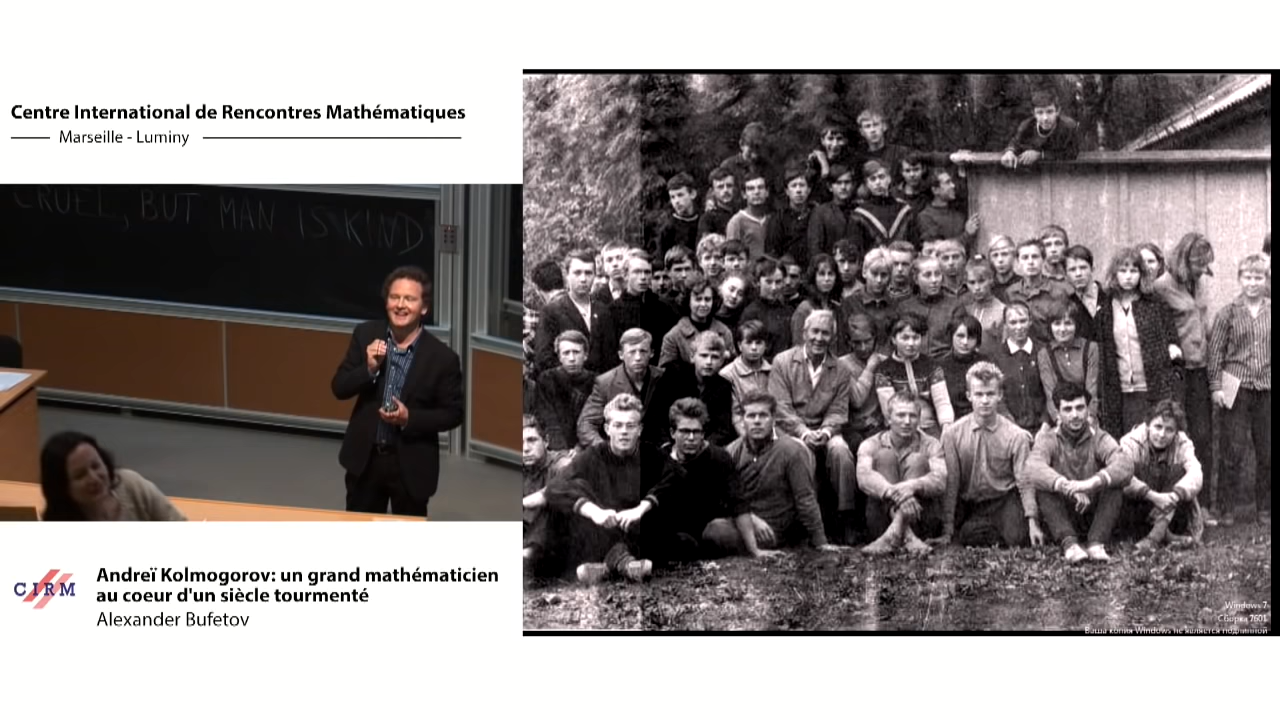 Centre International de Rencontres Mathématiques
Marseille - Luminy
CRUEL, BUT MAN IS KIND
CIRM
Andreï Kolmogorov: un grand mathématicien
au coeur d'un siècle tourmenté
Alexander Bufetov
Windows 7
Сборка 7601
Ваша копия Windows не является подлинной